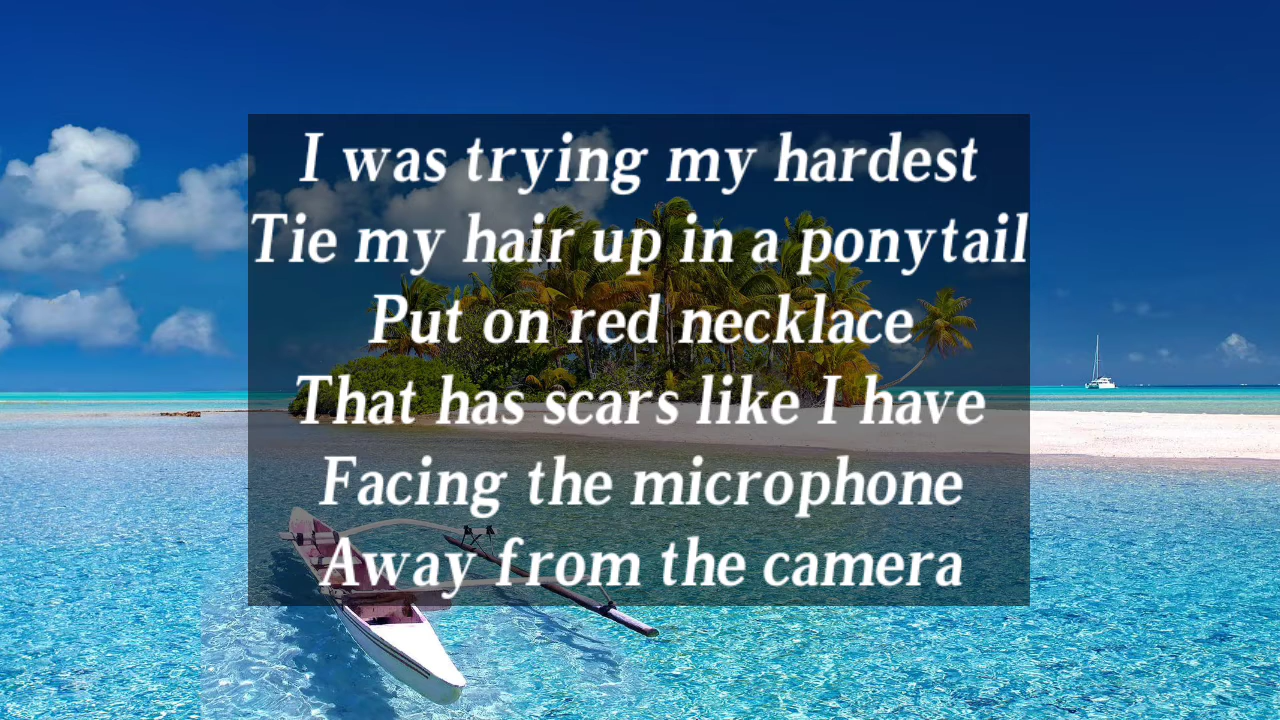 I was trying my hardest
Tie my hair up in a ponytail
Put on red necklace
That has scars like I have
Facing the microphone
Away from the camera